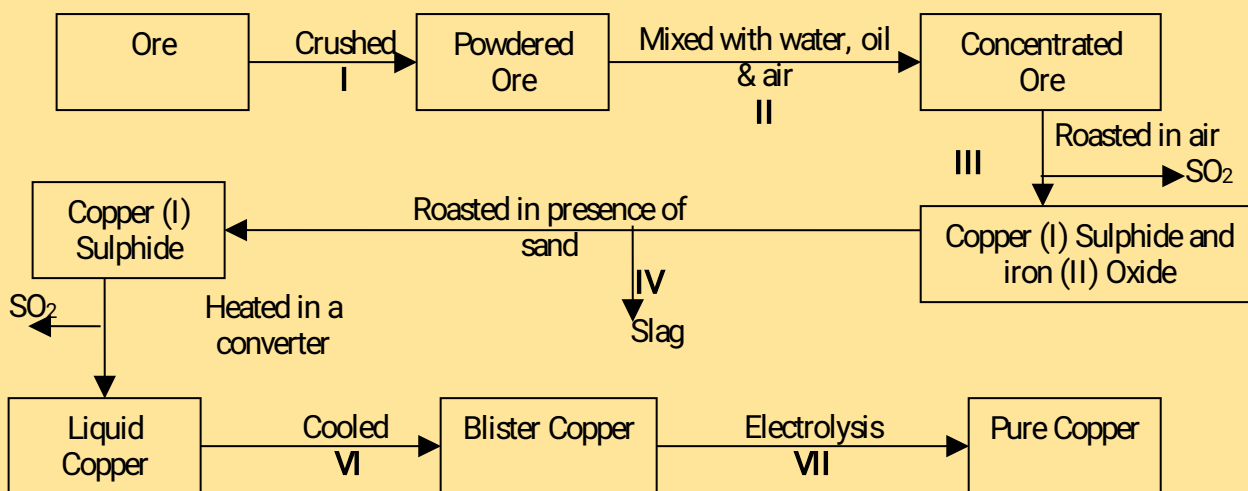 Ore
Crushed
I
Powdered
Ore
Mixed with water, oil
& air
II
Concentrated
Ore
III
Roasted in air
SO₂
Copper (I) Sulphide and
iron (II) Oxide
Roasted in presence of
sand
IV
Slag
Copper (I)
Sulphide
SO₂
Heated in a
converter
Liquid
Copper
Cooled
VI
Blister Copper
Electrolysis
VII
Pure Copper